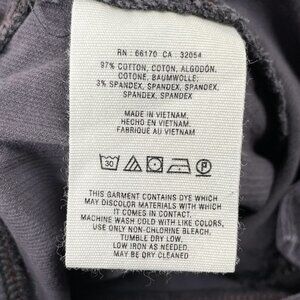 RN : 66170 CA : 32054
97% COTTON, COTON, ALGODÓN,
COTONE, BAUMWOLLE;
3% SPANDEX, SPANDEX, SPANDEX,
SPANDEX, SPANDEX
MADE IN VIETNAM.
HECHO EN VIETNAM
FABRIQUÉ AU VIETNAM
30
P
THIS GARMENT CONTAINS DYE WHICH
MAY DISCOLOR MATERIALS WITH WHICH
IT COMES IN CONTACT.
MACHINE WASH COLD WITH LIKE COLORS,
USE ONLY NON-CHLORINE BLEACH,
TUMBLE DRY LOW.
LOW IRON AS NEEDED.
MAY BE DRY CLEANED